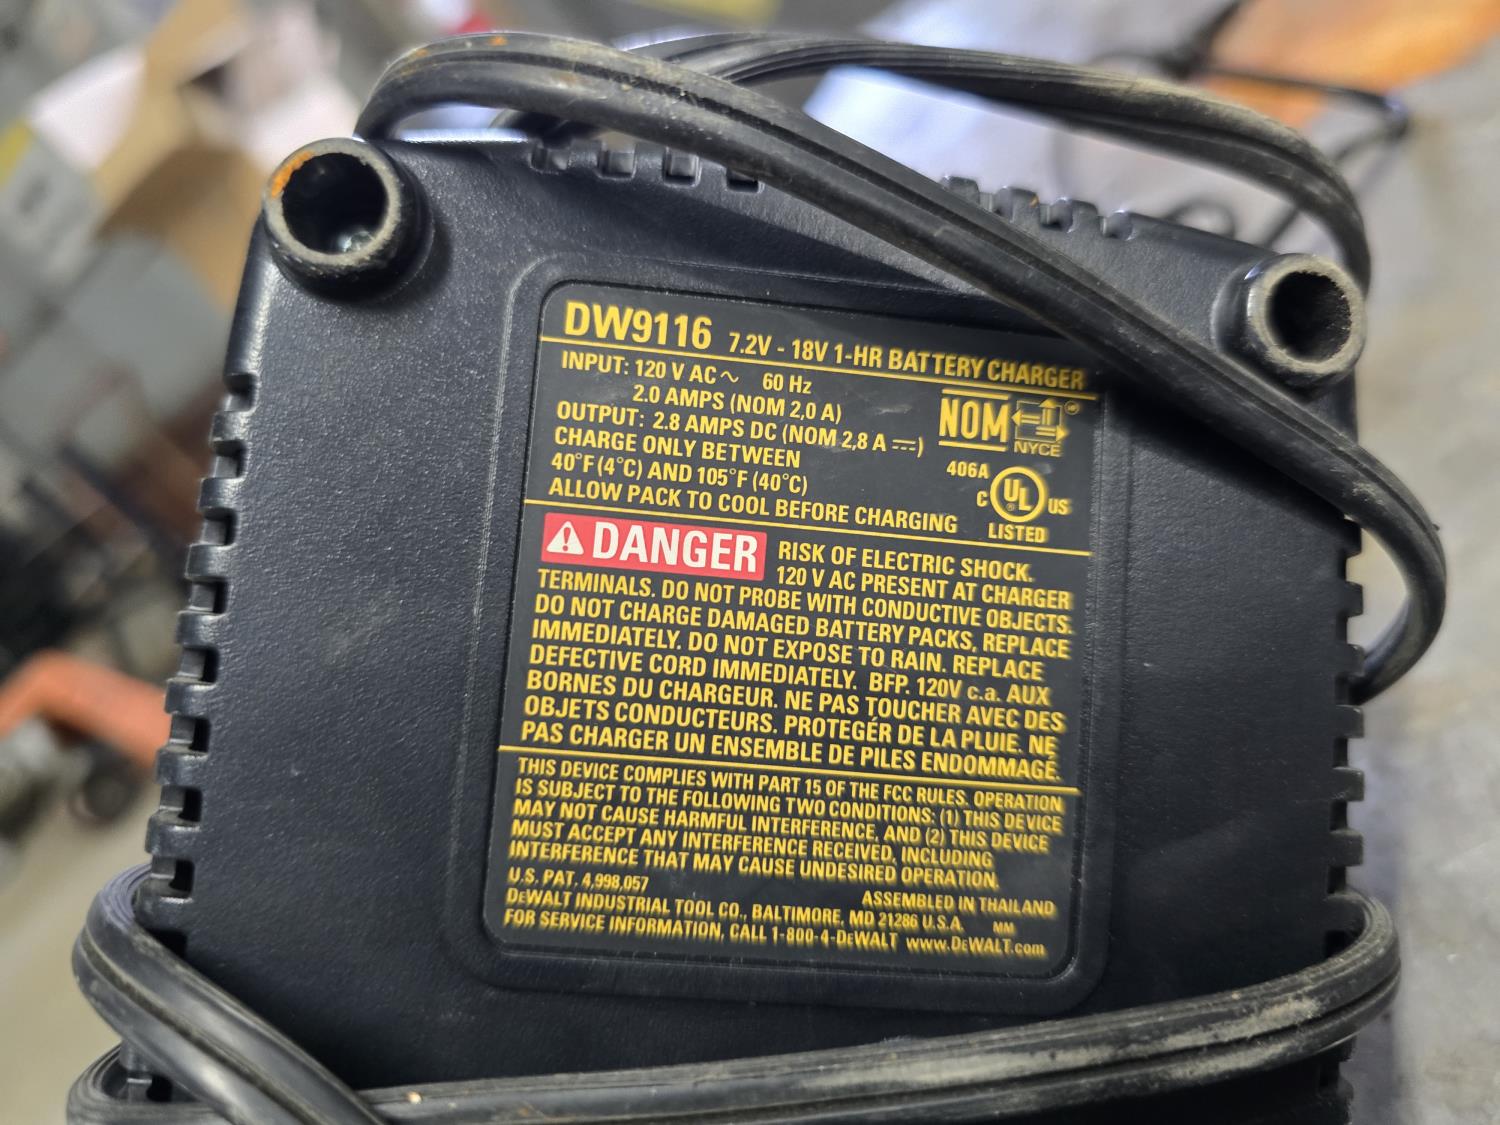 DW9116 7.2V - 18V 1-HR BATTERY CHARGER
INPUT: 120 V AC∿ 60 Hz
2.0 AMPS (NOM 2,0 A)
OUTPUT: 2.8 AMPS DC (NOM 2,8 A ⎓)
CHARGE ONLY BETWEEN
40°F (4°C) AND 105°F (40°C)
ALLOW PACK TO COOL BEFORE CHARGING
NOM
NYCE
406A
C UL US
®
LISTED
DANGER RISK OF ELECTRIC SHOCK.
120 V AC PRESENT AT CHARGER
TERMINALS. DO NOT PROBE WITH CONDUCTIVE OBJECTS.
DO NOT CHARGE DAMAGED BATTERY PACKS, REPLACE
IMMEDIATELY. DO NOT EXPOSE TO RAIN. REPLACE
DEFECTIVE CORD IMMEDIATELY. BFP. 120V c.a. AUX
BORNES DU CHARGEUR. NE PAS TOUCHER AVEC DES
OBJETS CONDUCTEURS. PROTEGÉR DE LA PLUIE. NE
PAS CHARGER UN ENSEMBLE DE PILES ENDOMMAGÉ.
THIS DEVICE COMPLIES WITH PART 15 OF THE FCC RULES. OPERATION
IS SUBJECT TO THE FOLLOWING TWO CONDITIONS: (1) THIS DEVICE
MAY NOT CAUSE HARMFUL INTERFERENCE, AND (2) THIS DEVICE
MUST ACCEPT ANY INTERFERENCE RECEIVED, INCLUDING
INTERFERENCE THAT MAY CAUSE UNDESIRED OPERATION.
U.S. PAT. 4,998,057 ASSEMBLED IN THAILAND
DEWALT INDUSTRIAL TOOL CO., BALTIMORE, MD 21286 U.S.A. MM
FOR SERVICE INFORMATION, CALL 1-800-4-DEWALT www.DEWALT.com